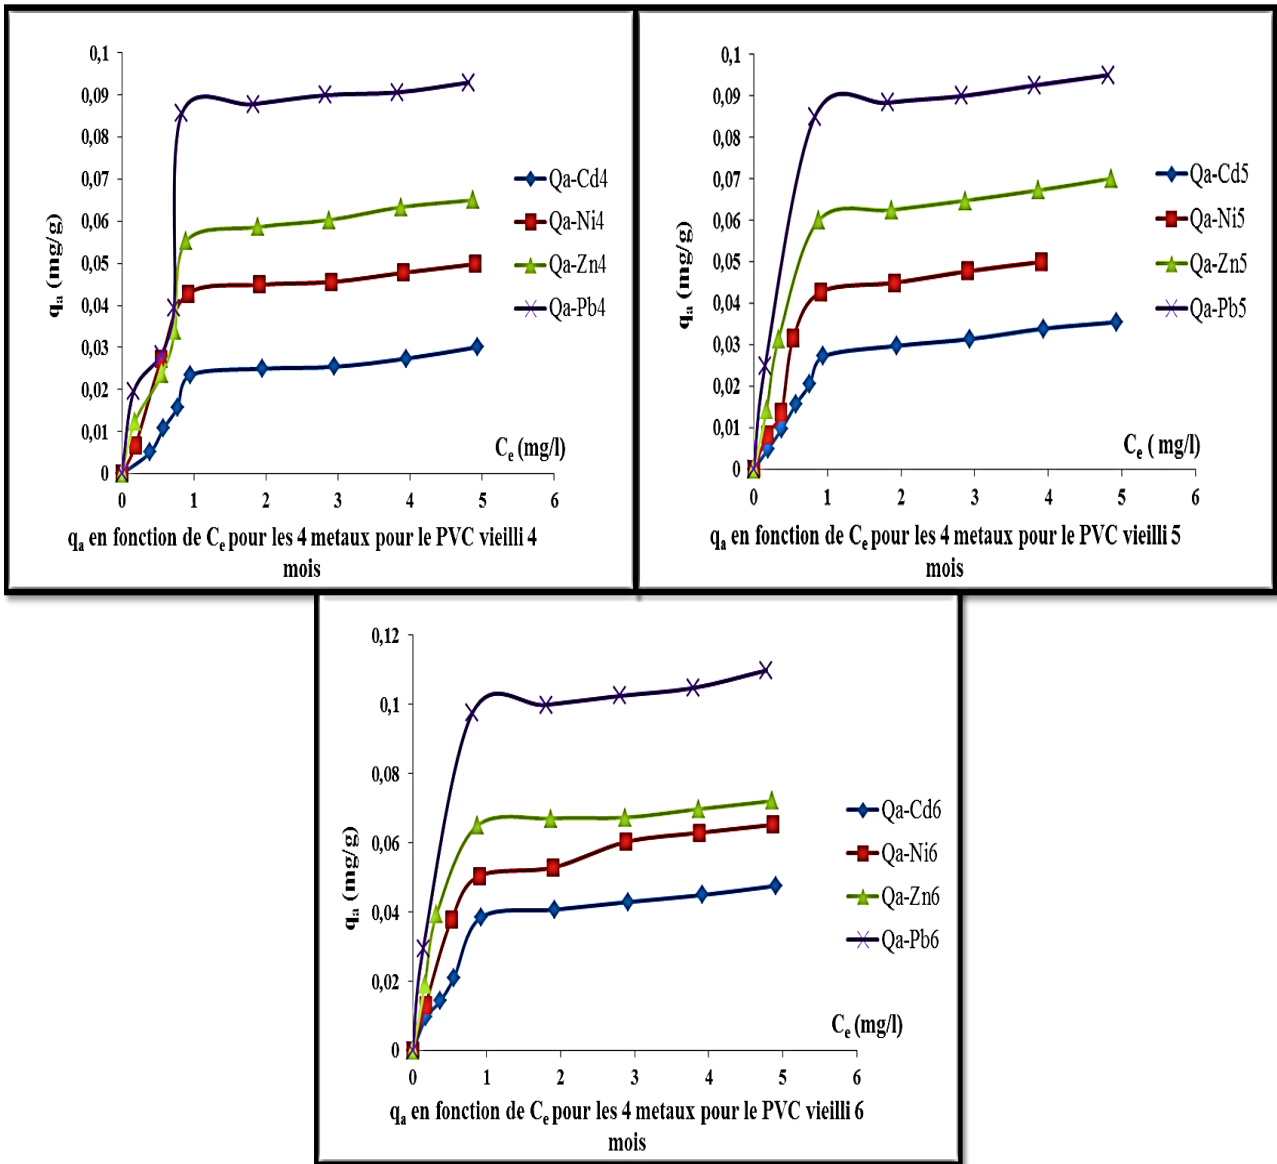 0,1
0,09
0,08
0,07
0,06
0,05
0,04
0,03
0,02
0,01
0
qa (mg/g)
0 1 2 3 4 5 6
Ce (mg/l)
Qa-Cd4
Qa-Ni4
Qa-Zn4
Qa-Pb4
qa en fonction de Ce pour les 4 metaux pour le PVC vieilli 4
mois
0,1
0,09
0,08
0,07
0,06
0,05
0,04
0,03
0,02
0,01
0
qa (mg/g)
0 1 2 3 4 5 6
Ce ( mg/l)
Qa-Cd5
Qa-Ni5
Qa-Zn5
Qa-Pb5
qa en fonction de Ce pour les 4 metaux pour le PVC vieilli 5
mois
0,12
0,1
0,08
0,06
0,04
0,02
0
qa (mg/g)
0 1 2 3 4 5 6
Ce (mg/l)
Qa-Cd6
Qa-Ni6
Qa-Zn6
Qa-Pb6
qa en fonction de Ce pour les 4 metaux pour le PVC vieilli 6
mois